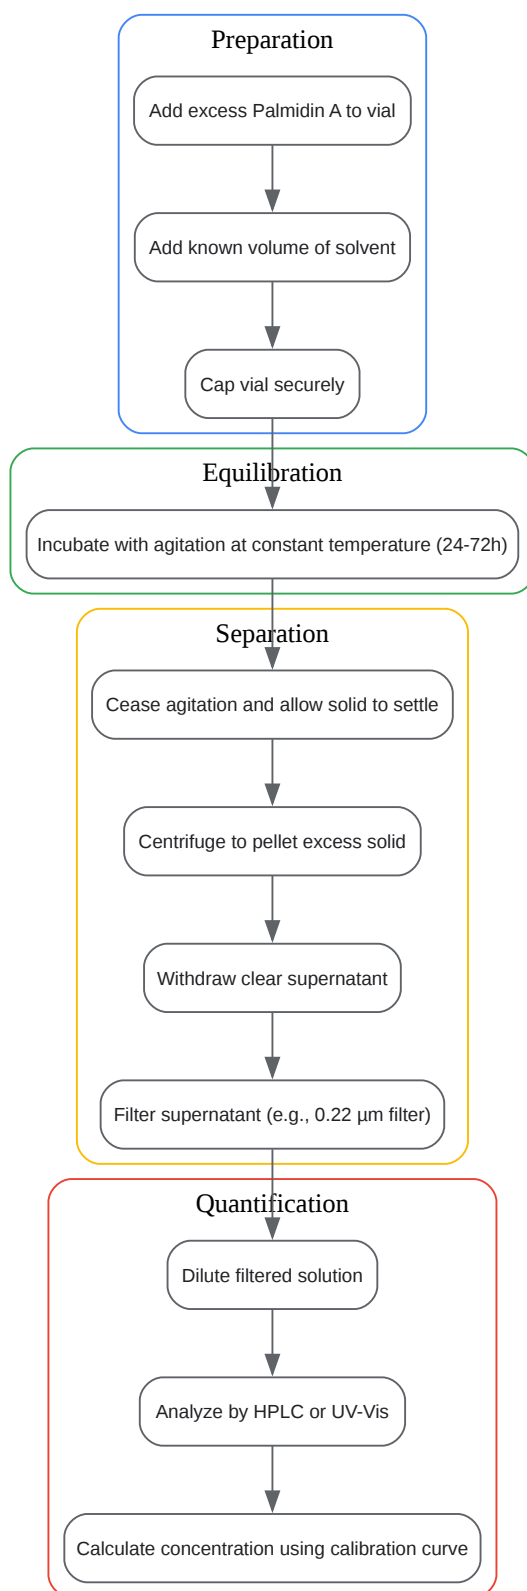 Preparation
Add excess Palmidin A to vial
Add known volume of solvent
Cap vial securely
Equilibration
Incubate with agitation at constant temperature (24-72h)
Separation
Cease agitation and allow solid to settle
Centrifuge to pellet excess solid
Withdraw clear supernatant
Filter supernatant (e.g., 0.22 µm filter)
Quantification
Dilute filtered solution
Analyze by HPLC or UV-Vis
Calculate concentration using calibration curve